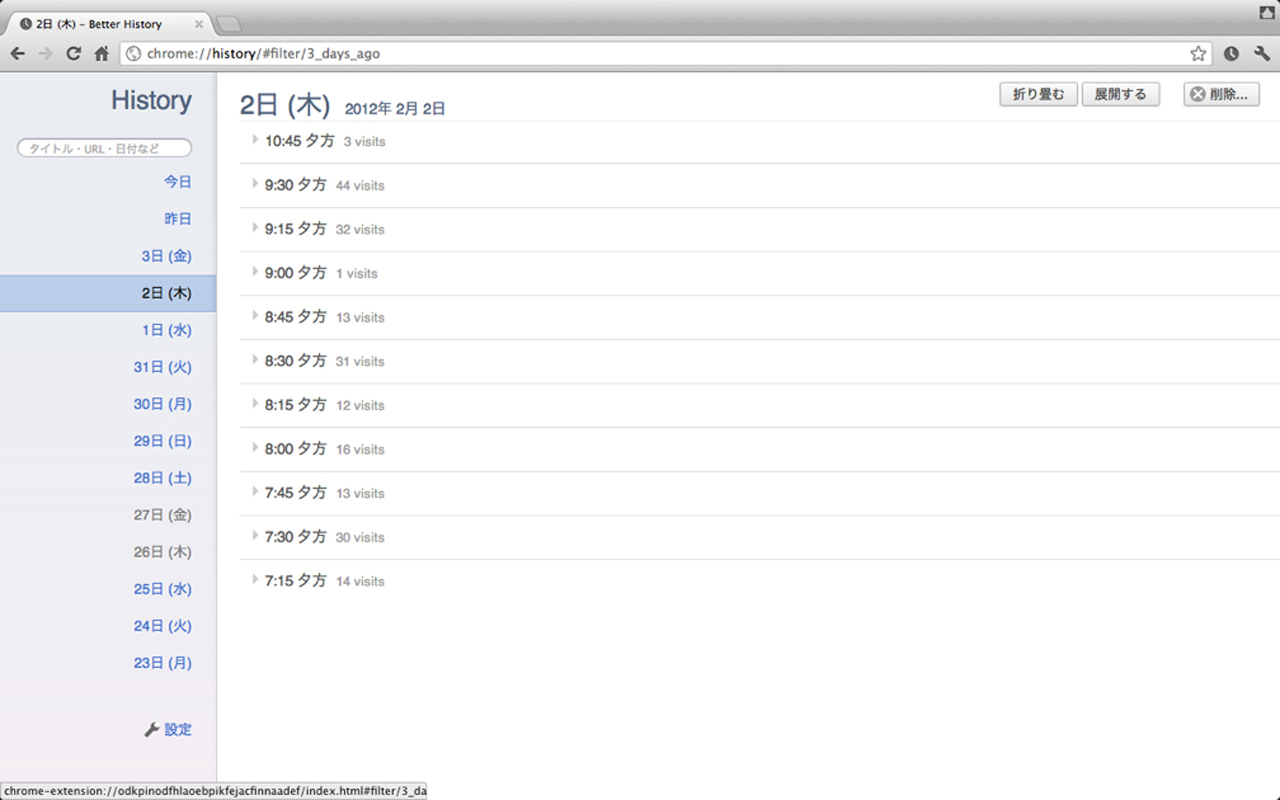 2日 (木) – Better History
chrome://history/#filter/3_days_ago
History
タイトル・URL・日付など
今日
昨日
3日 (金)
2日 (木)
1日 (水)
31日 (火)
30日 (月)
29日 (日)
28日 (土)
27日 (金)
26日 (木)
25日 (水)
24日 (火)
23日 (月)
設定
2日 (木) 2012年 2月 2日
折り畳む 展開する 削除...
10:45 夕方 3 visits
9:30 夕方 44 visits
9:15 夕方 32 visits
9:00 夕方 1 visits
8:45 夕方 13 visits
8:30 夕方 31 visits
8:15 夕方 12 visits
8:00 夕方 16 visits
7:45 夕方 13 visits
7:30 夕方 30 visits
7:15 夕方 14 visits
chrome-extension://odkpinodfhlaoebpikfejacfinnaadef/index.html#filter/3_da